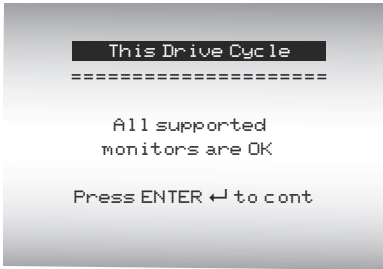 This Drive Cycle
=====================
All supported
monitors are OK
Press ENTER ↵ to cont